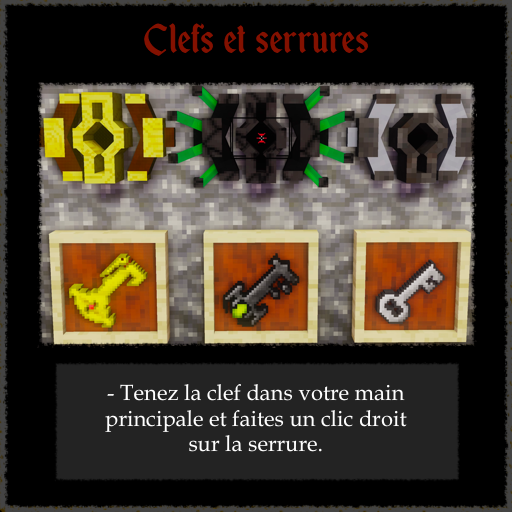 Clefs et serrures
- Tenez la clef dans votre main
principale et faites un clic droit
sur la serrure.